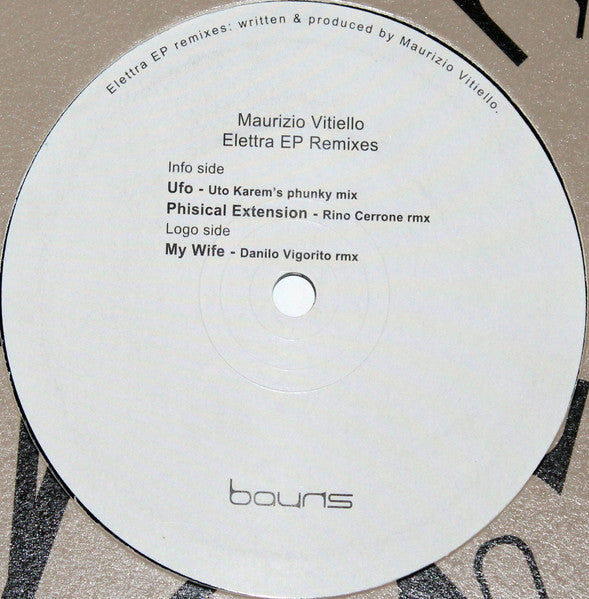 Elettra EP remixes: written & produced by Maurizio Vitiello.
Maurizio Vitiello
Elettra EP Remixes
Info side
Ufo - Uto Karem's phunky mix
Phisical Extension - Rino Cerrone rmx
Logo side
My Wife - Danilo Vigorito rmx
bauns